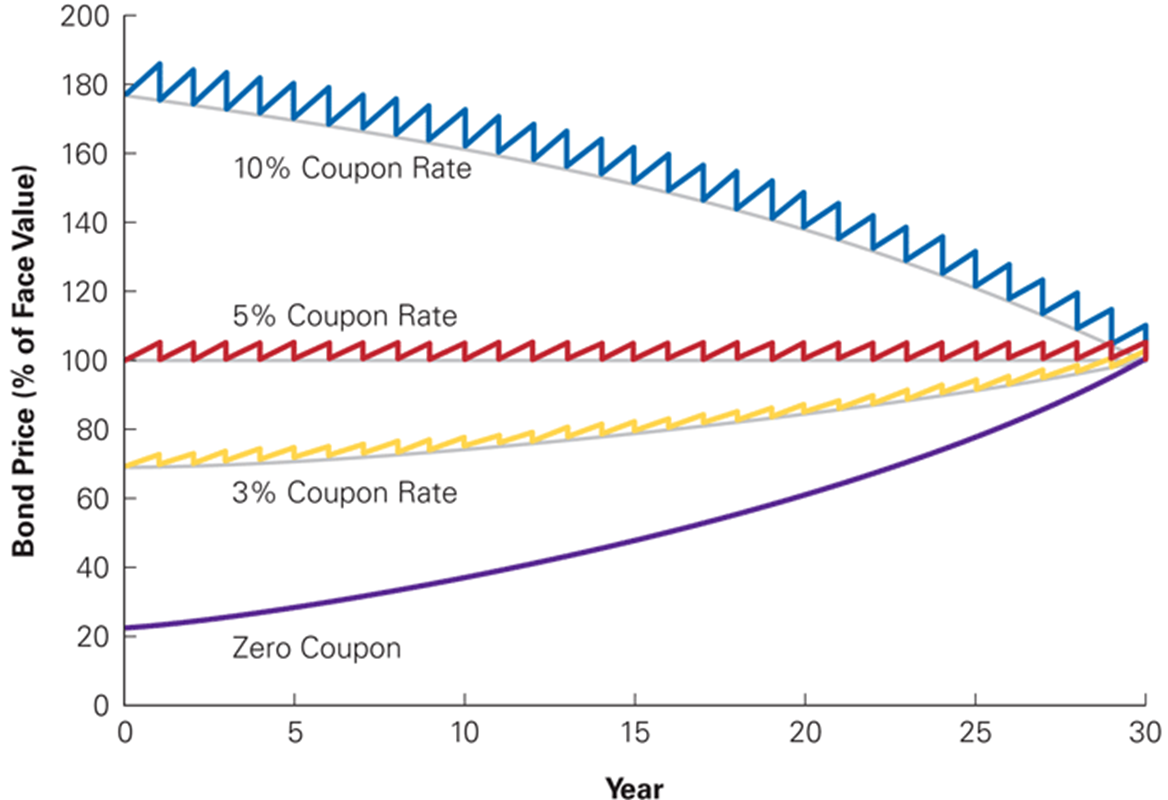 Bond Price (% of Face Value)
200
180
160
140
120
100
80
60
40
20
0
10% Coupon Rate
5% Coupon Rate
3% Coupon Rate
Zero Coupon
0 5 10 15 20 25 30
Year